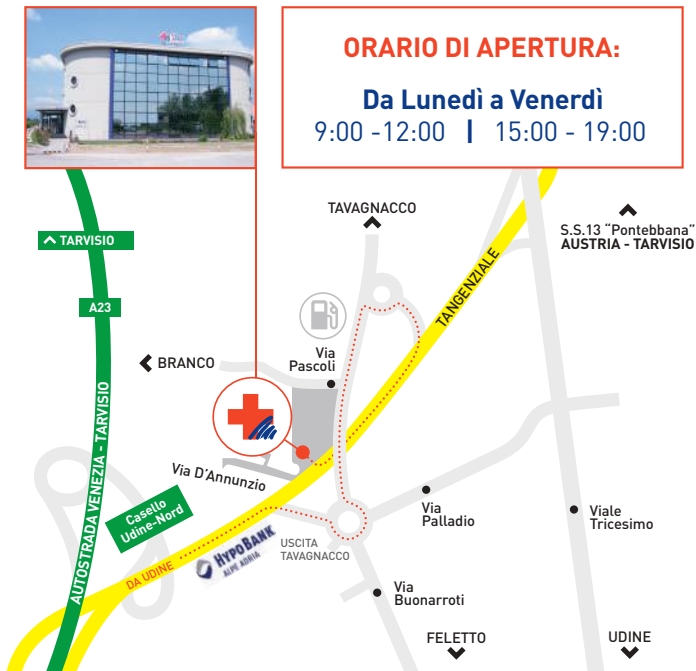 ORARIO DI APERTURA:
Da Lunedì a Venerdì
9:00 -12:00 | 15:00 - 19:00
TAVAGNACCO
S.S.13 "Pontebbana"
AUSTRIA - TARVISIO
TARVISIO
TANGENZIALE
A23
Via
Pascoli
BRANCO
AUTOSTRADA VENEZIA - TARVISIO
Via D'Annunzio
Casello
Udine-Nord
Via
Palladio
Viale
Tricesimo
HYPO BANK
ALPE ADRIA
USCITA
TAVAGNACCO
DA UDINE
Via
Buonarroti
FELETTO
UDINE